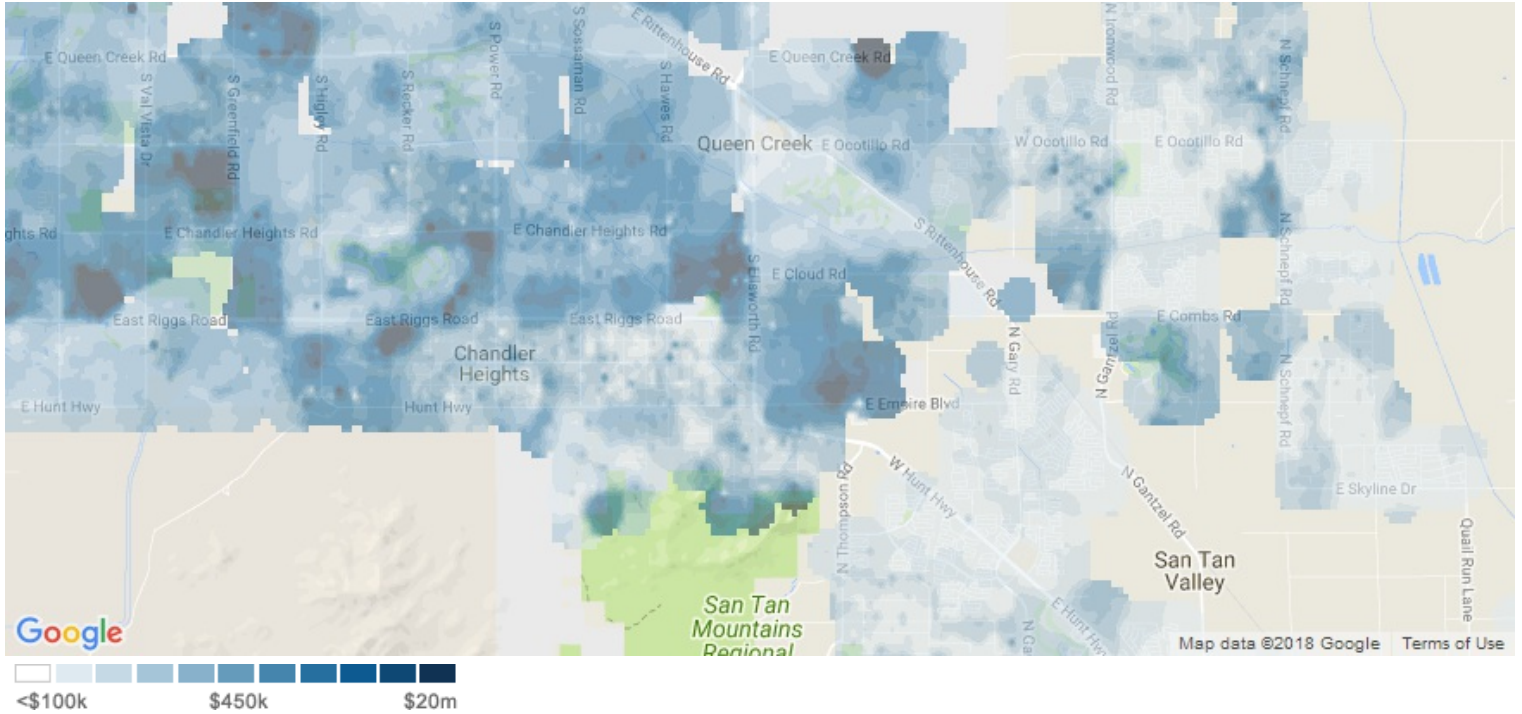 E Queen Creek Rd
S Val Vista Dr
S Greenfield Rd
S Higley Rd
S Recker Rd
S Power Rd
S Sossaman Rd
E Rittenhouse Rd
S Hawes Rd
E Queen Creek Rd
N Ironwood Rd
N Schnepf Rd
Queen Creek
E Ocotillo Rd
W Ocotillo Rd
E Ocotillo Rd
ghts Rd
E Chandler Heights Rd
E Chandler Heights Rd
S Rittenhouse Rd
N Schnepf Rd
E Cloud Rd
S Ellsworth Rd
East Riggs Road
East Riggs Road
East Riggs Road
E Combs Rd
Chandler
Heights
N Gary Rd
N Gantzel Rd
N Schnepf Rd
E Hunt Hwy
Hunt Hwy
E Empire Blvd
N Thompson Rd
W Hunt Hwy
N Gantzel Rd
E Skyline Dr
Quail Run Lane
San Tan
Valley
San Tan
Mountains
Regional
E Hunt Hwy
N Ga
Google
Map data ©2018 Google
Terms of Use
<$100k
$450k
$20m